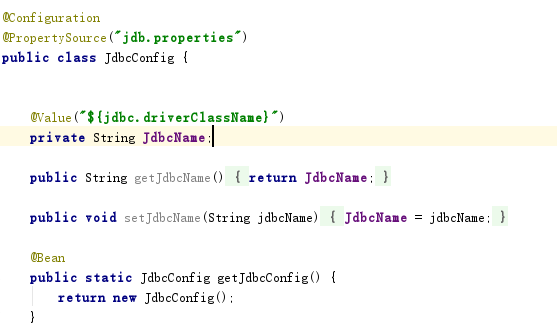 @Configuration
@PropertySource("jdb.properties")
public class JdbcConfig {
@Value("${jdbc.driverClassName}")
private String JdbcName;
public String getJdbcName() { return JdbcName; }
public void setJdbcName(String jdbcName) { JdbcName = jdbcName; }
@Bean
public static JdbcConfig getJdbcConfig() {
return new JdbcConfig();
}